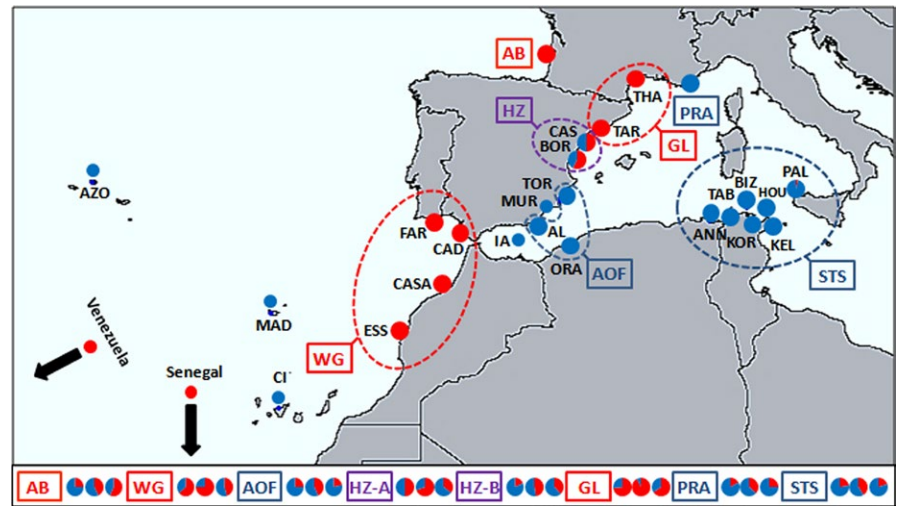 AB
THA
PRA
HZ
CAS
BOR
TAR
GL
AZO
TOR
MUR
BIZ
PAL
TAB
HOU
FAR
CAD
IA
AL
ANN
KOR
KEL
ORA
AOF
STS
CASA
Venezuela
MAD
ESS
WG
Senegal
CI
AB WG AOF HZ-A HZ-B GL PRA STS